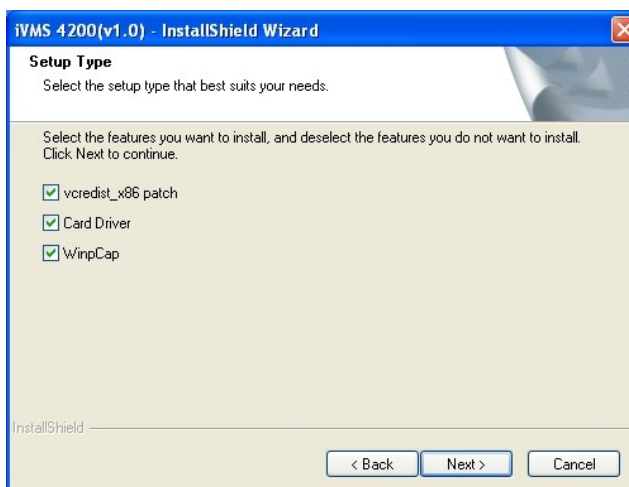 iVMS 4200(v1.0) - InstallShield Wizard
Setup Type
Select the setup type that best suits your needs.
Select the features you want to install, and deselect the features you do not want to install.
Click Next to continue.
vcredist_x86 patch
Card Driver
WinpCap
InstallShield
< Back
Next >
Cancel